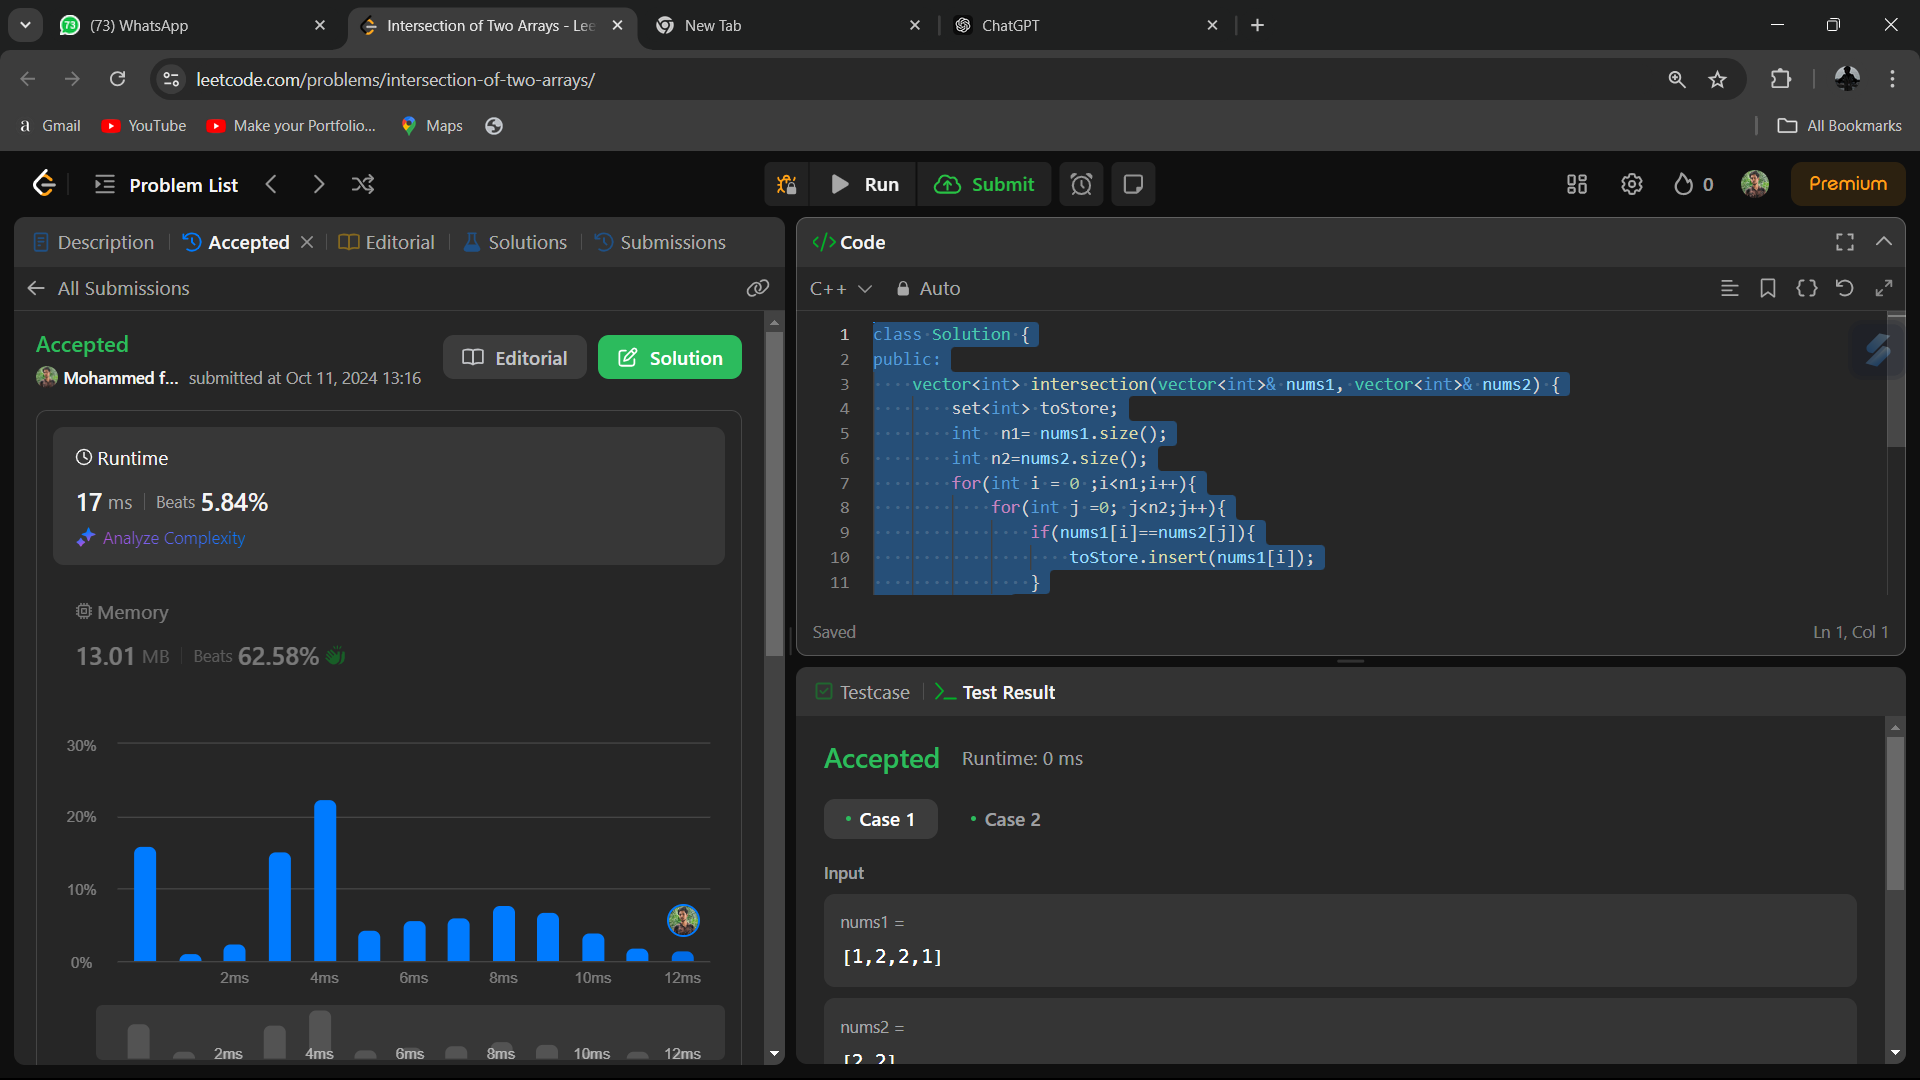 73
(73) WhatsApp
Intersection of Two Arrays - Lee
New Tab
ChatGPT
leetcode.com/problems/intersection-of-two-arrays/
a Gmail
YouTube
Make your Portfolio...
Maps
All Bookmarks
Problem List
Run
Submit
0
Premium
Description
Accepted
Editorial
Solutions
Submissions
All Submissions
Accepted
Mohammed f... submitted at Oct 11, 2024 13:16
Editorial
Solution
Runtime
17 ms
Beats 5.84%
Analyze Complexity
Memory
13.01 MB
Beats 62.58%
30%
20%
10%
0%
2ms
4ms
6ms
8ms
10ms
12ms
2ms
4ms
6ms
8ms
10ms
12ms
</> Code
C++
Auto
1 class Solution {
2 public:
3 vector<int> intersection(vector<int>& nums1, vector<int>& nums2) {
4 set<int> toStore;
5 int  n1= nums1.size();
6 int n2=nums2.size();
7 for(int i = 0 ;i<n1;i++){
8 for(int j =0; j<n2;j++){
9 if(nums1[i]==nums2[j]){
10 toStore.insert(nums1[i]);
11 }
Saved
Ln 1, Col 1
Testcase
Test Result
Accepted
Runtime: 0 ms
Case 1
Case 2
Input
nums1 =
[1,2,2,1]
nums2 =
[2,2]